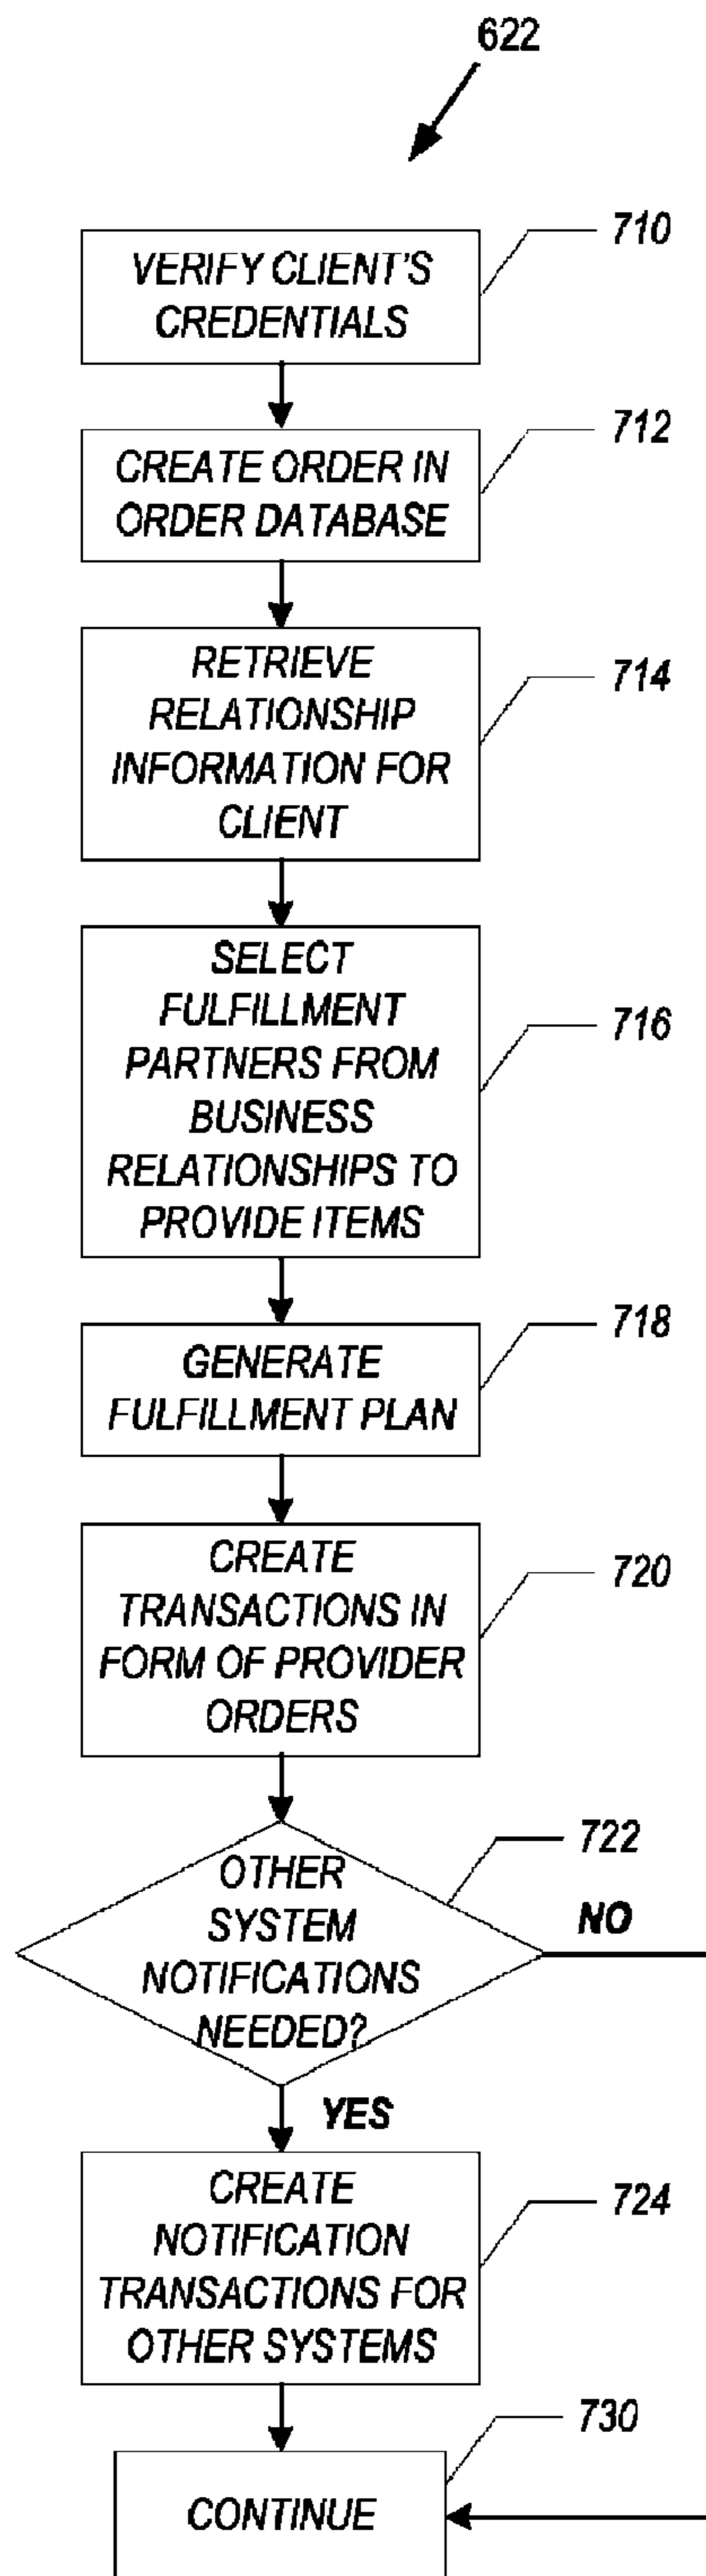 622
710
VERIFY CLIENT'S
CREDENTIALS
712
CREATE ORDER IN
ORDER DATABASE
714
RETRIEVE
RELATIONSHIP
INFORMATION FOR
CLIENT
716
SELECT
FULFILLMENT
PARTNERS FROM
BUSINESS
RELATIONSHIPS TO
PROVIDE ITEMS
718
GENERATE
FULFILLMENT PLAN
720
CREATE
TRANSACTIONS IN
FORM OF PROVIDER
ORDERS
722
OTHER
SYSTEM
NOTIFICATIONS
NEEDED?
NO
YES
724
CREATE
NOTIFICATION
TRANSACTIONS FOR
OTHER SYSTEMS
730
CONTINUE